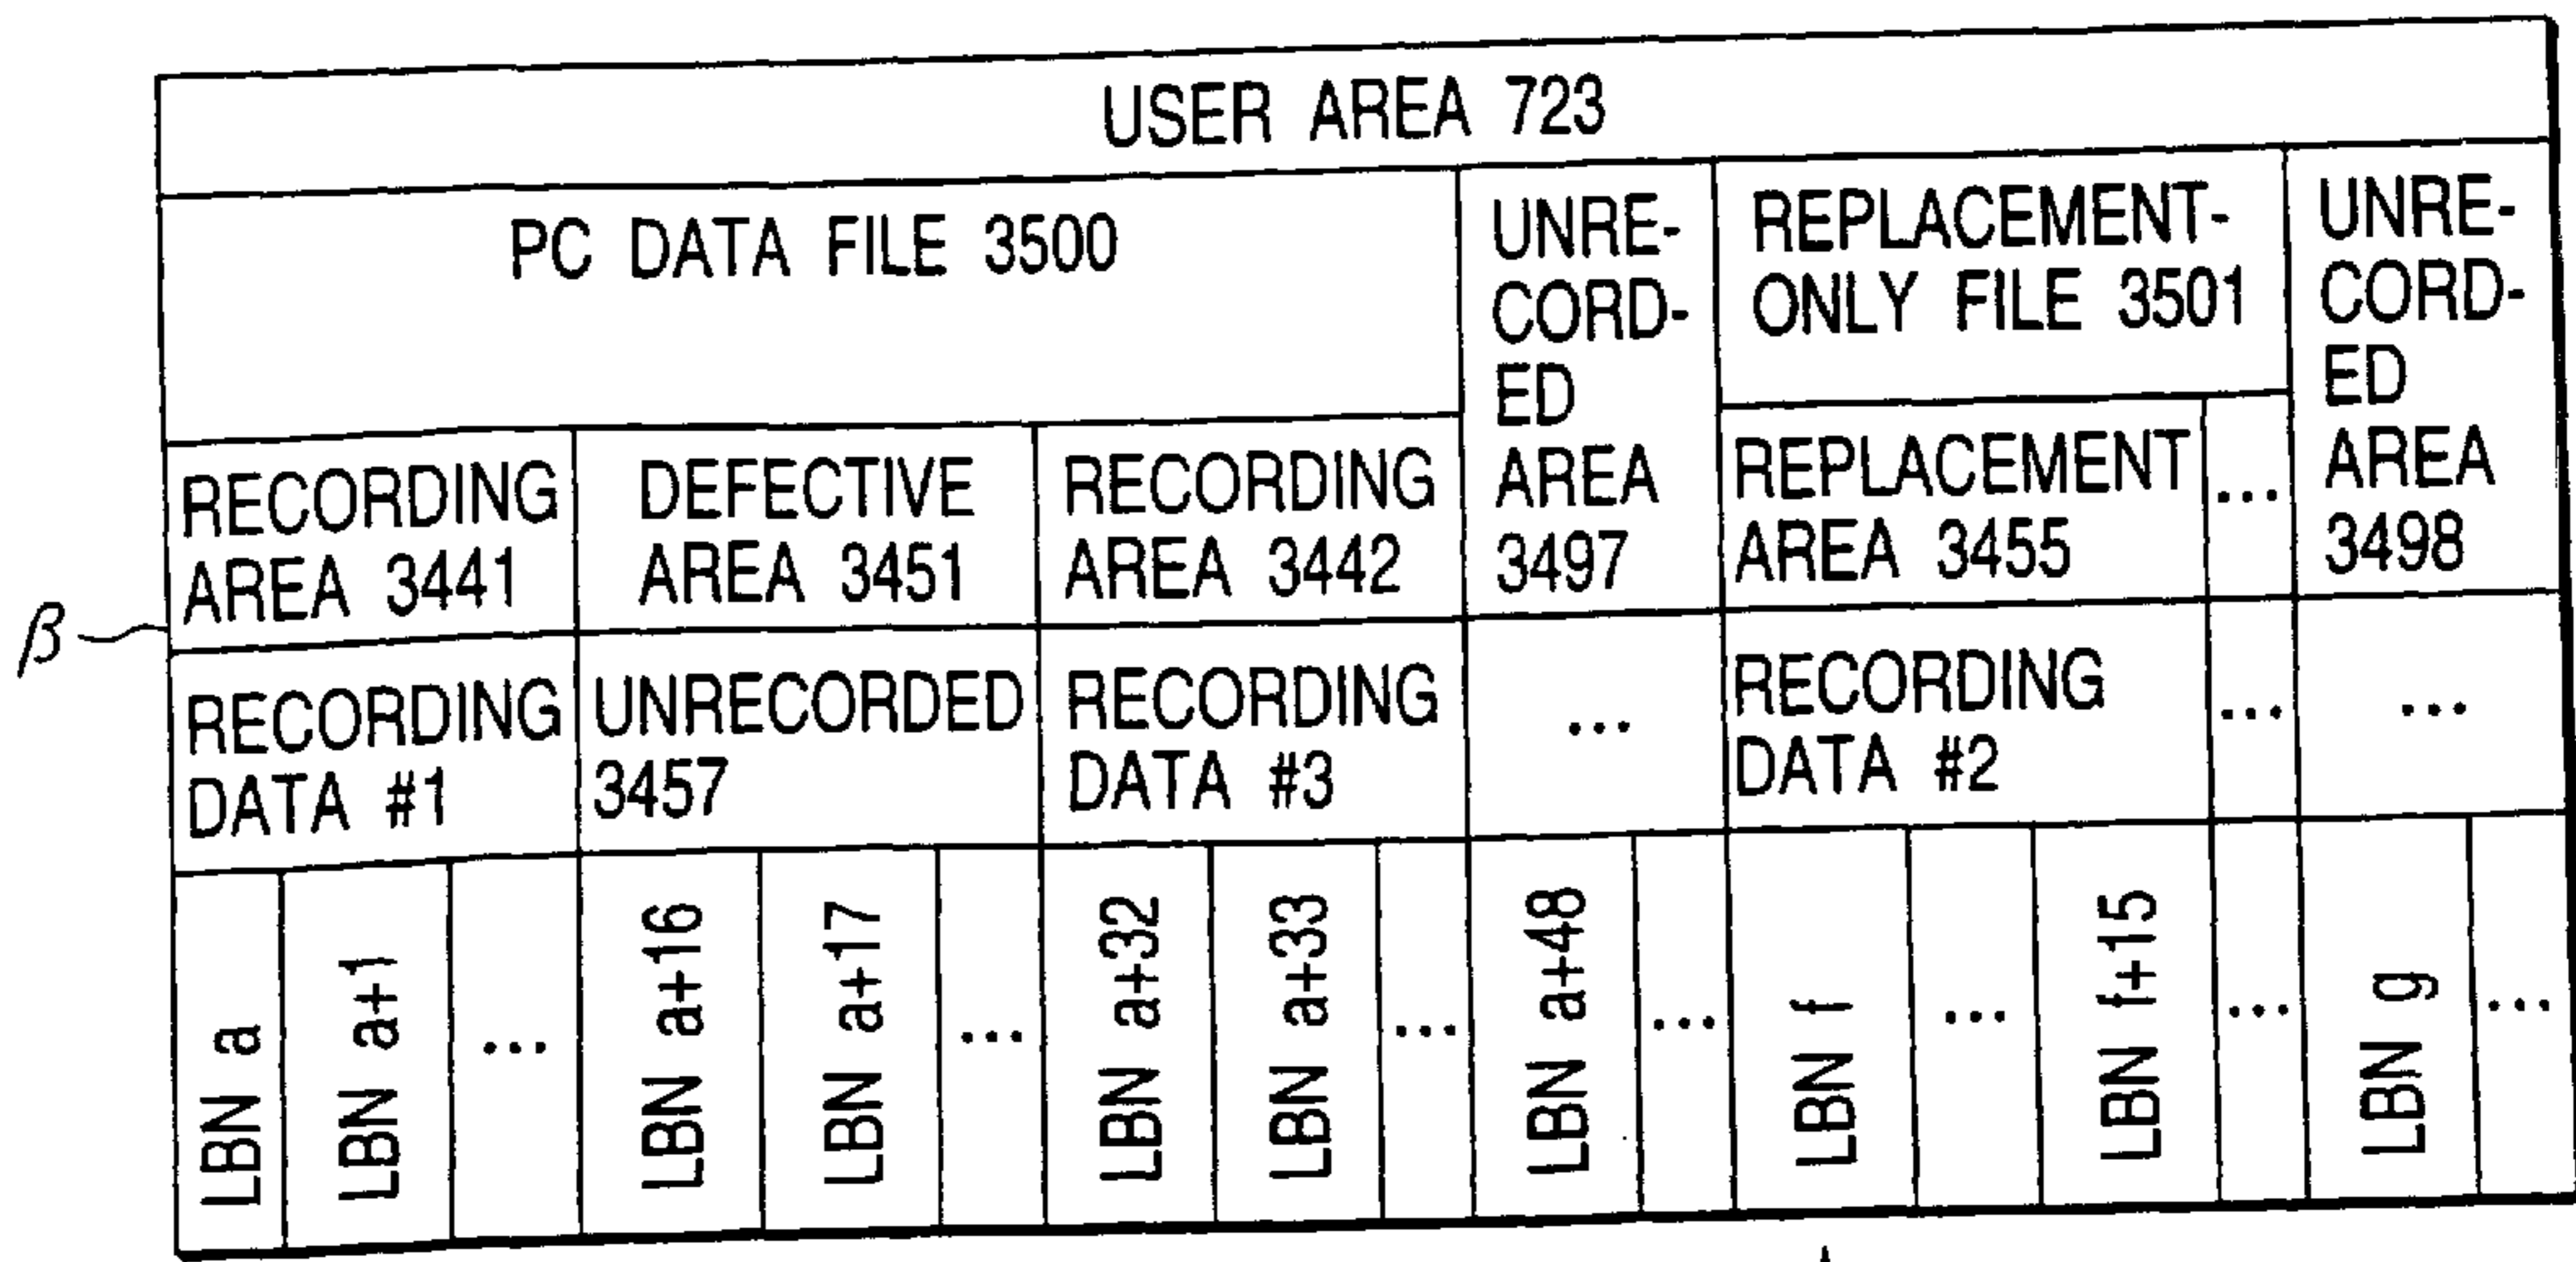 USER AREA 723
PC DATA FILE 3500
UNRE-
CORD-
ED
AREA
3497
REPLACEMENT-
ONLY FILE 3501
UNRE-
CORD-
ED
AREA
3498
RECORDING
AREA 3441
DEFECTIVE
AREA 3451
RECORDING
AREA 3442
REPLACEMENT
AREA 3455
...
β
RECORDING
DATA #1
UNRECORDED
3457
RECORDING
DATA #3
...
RECORDING
DATA #2
...
...
LBN a
LBN a+1
...
LBN a+16
LBN a+17
...
LBN a+32
LBN a+33
...
LBN a+48
...
LBN f
...
LBN f+15
...
LBN g
...